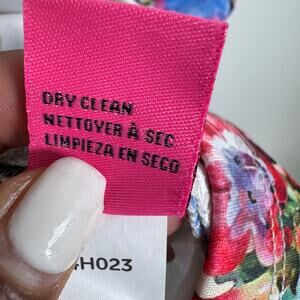 DRY CLEAN
NETTOYER À SEC
LIMPIEZA EN SECO
4H023